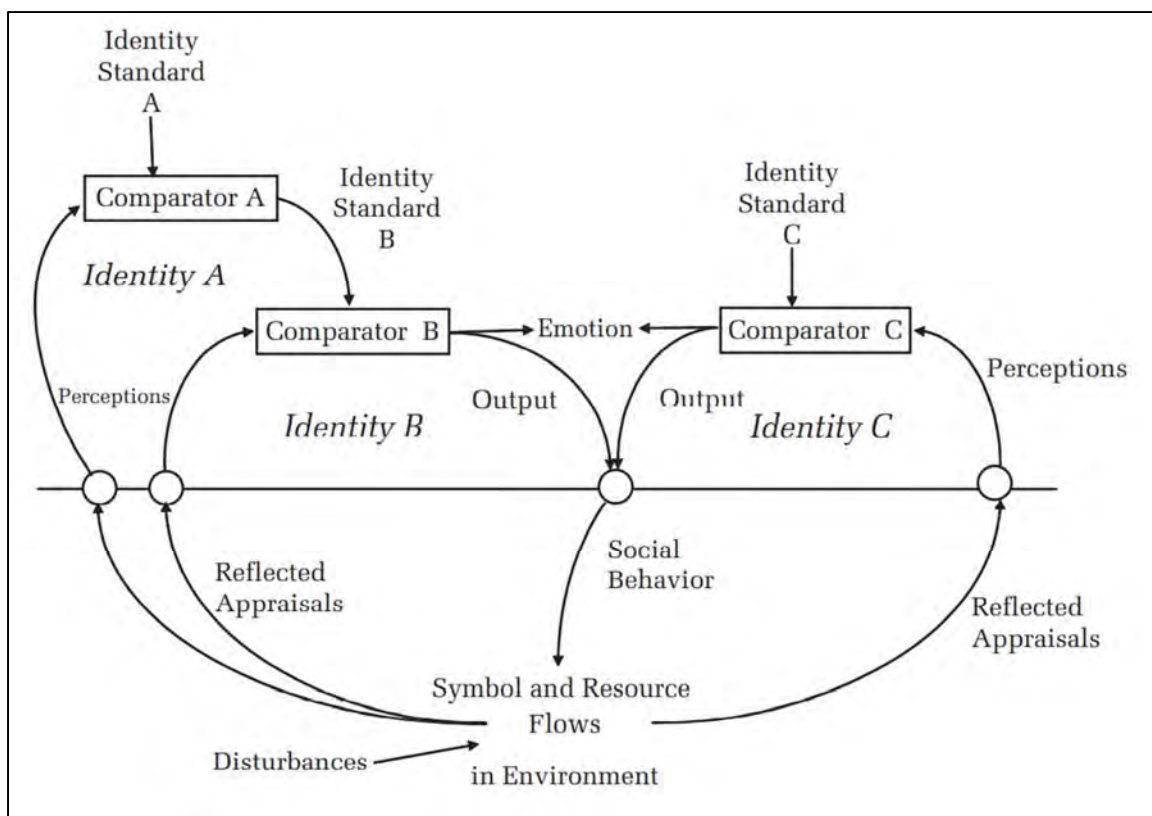 Identity
Standard
A
Comparator A
Identity
Standard
B
Identity
Standard
C
Identity A
Comparator B
Emotion
Comparator C
Perceptions
Perceptions
Output
Output
Identity B
Identity C
Reflected
Appraisals
Social
Behavior
Reflected
Appraisals
Symbol and Resource
Flows
Disturbances
in Environment